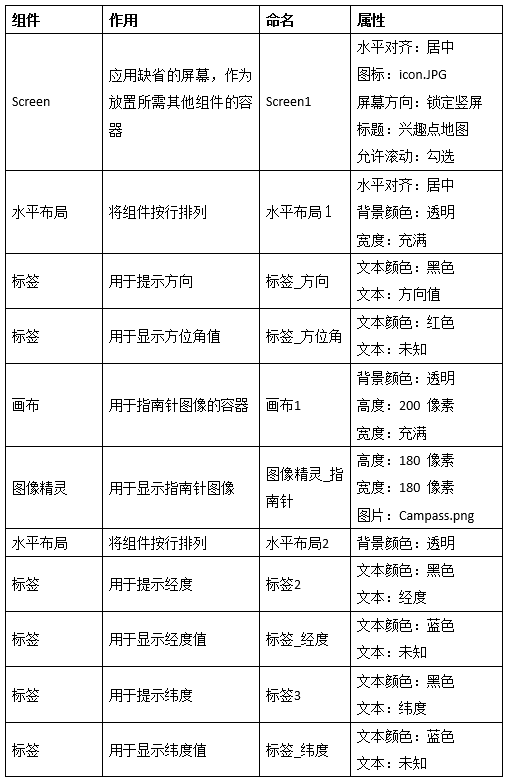 组件 作用 命名 属性
Screen 应用缺省的屏幕，作为放置所需其他组件的容器 Screen1 水平对齐：居中
图标：icon.JPG
屏幕方向：锁定竖屏
标题：兴趣点地图
允许滚动：勾选
水平布局 将组件按行排列 水平布局1 水平对齐：居中
背景颜色：透明
宽度：充满
标签 用于提示方向 标签_方向 文本颜色：黑色
文本：方向值
标签 用于显示方位角值 标签_方位角 文本颜色：红色
文本：未知
画布 用于指南针图像的容器 画布1 背景颜色：透明
高度：200 像素
宽度：充满
图像精灵 用于显示指南针图像 图像精灵_指南针 高度：180 像素
宽度：180 像素
图片：Campass.png
水平布局 将组件按行排列 水平布局2 背景颜色：透明
标签 用于提示经度 标签2 文本颜色：黑色
文本：经度
标签 用于显示经度值 标签_经度 文本颜色：蓝色
文本：未知
标签 用于提示纬度 标签3 文本颜色：黑色
文本：纬度
标签 用于显示纬度值 标签_纬度 文本颜色：蓝色
文本：未知